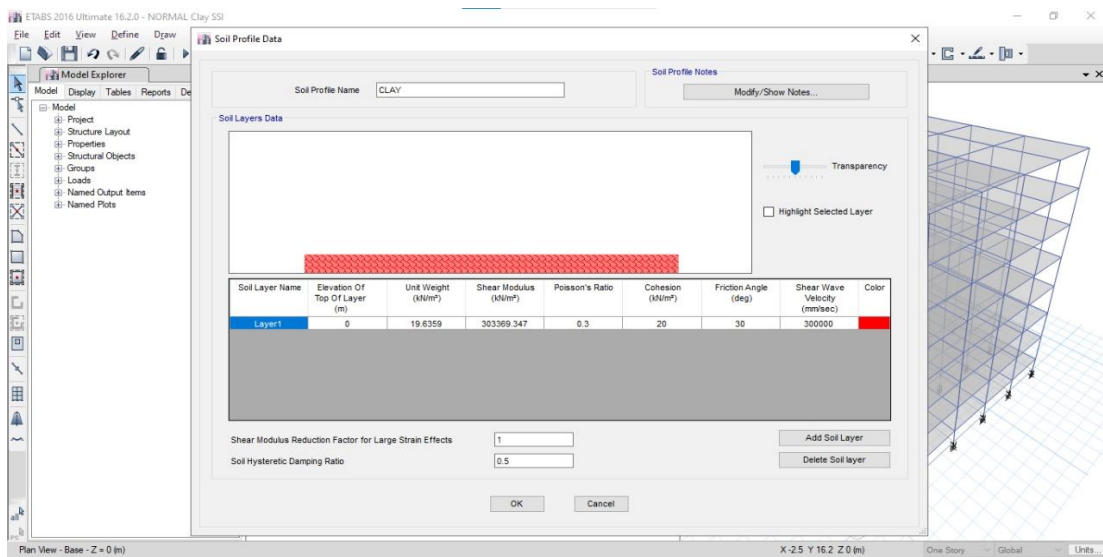 ETABS 2016 Ultimate 16.2.0 - NORMAL Clay SSI
File Edit View Define Draw
Model Explorer
Model Display Tables Reports De
Model
Project
Structure Layout
Properties
Structural Objects
Groups
Loads
Named Output Items
Named Plots
Soil Profile Data
Soil Profile Name CLAY
Soil Profile Notes
Modify/Show Notes...
Soil Layers Data
Transparency
Highlight Selected Layer
Soil Layer Name Elevation Of Top Of Layer (m) Unit Weight (kN/m³) Shear Modulus (kN/m²) Poisson's Ratio Cohesion (kN/m²) Friction Angle (deg) Shear Wave Velocity (mm/sec) Color
Layer1 0 19.6359 303369.347 0.3 20 30 300000
Shear Modulus Reduction Factor for Large Strain Effects 1
Add Soil Layer
Soil Hysteretic Damping Ratio 0.5
Delete Soil layer
OK Cancel
all
Plan View - Base - Z = 0 (m) X -2.5 Y 16.2 Z 0 (m) One Story Global Units...